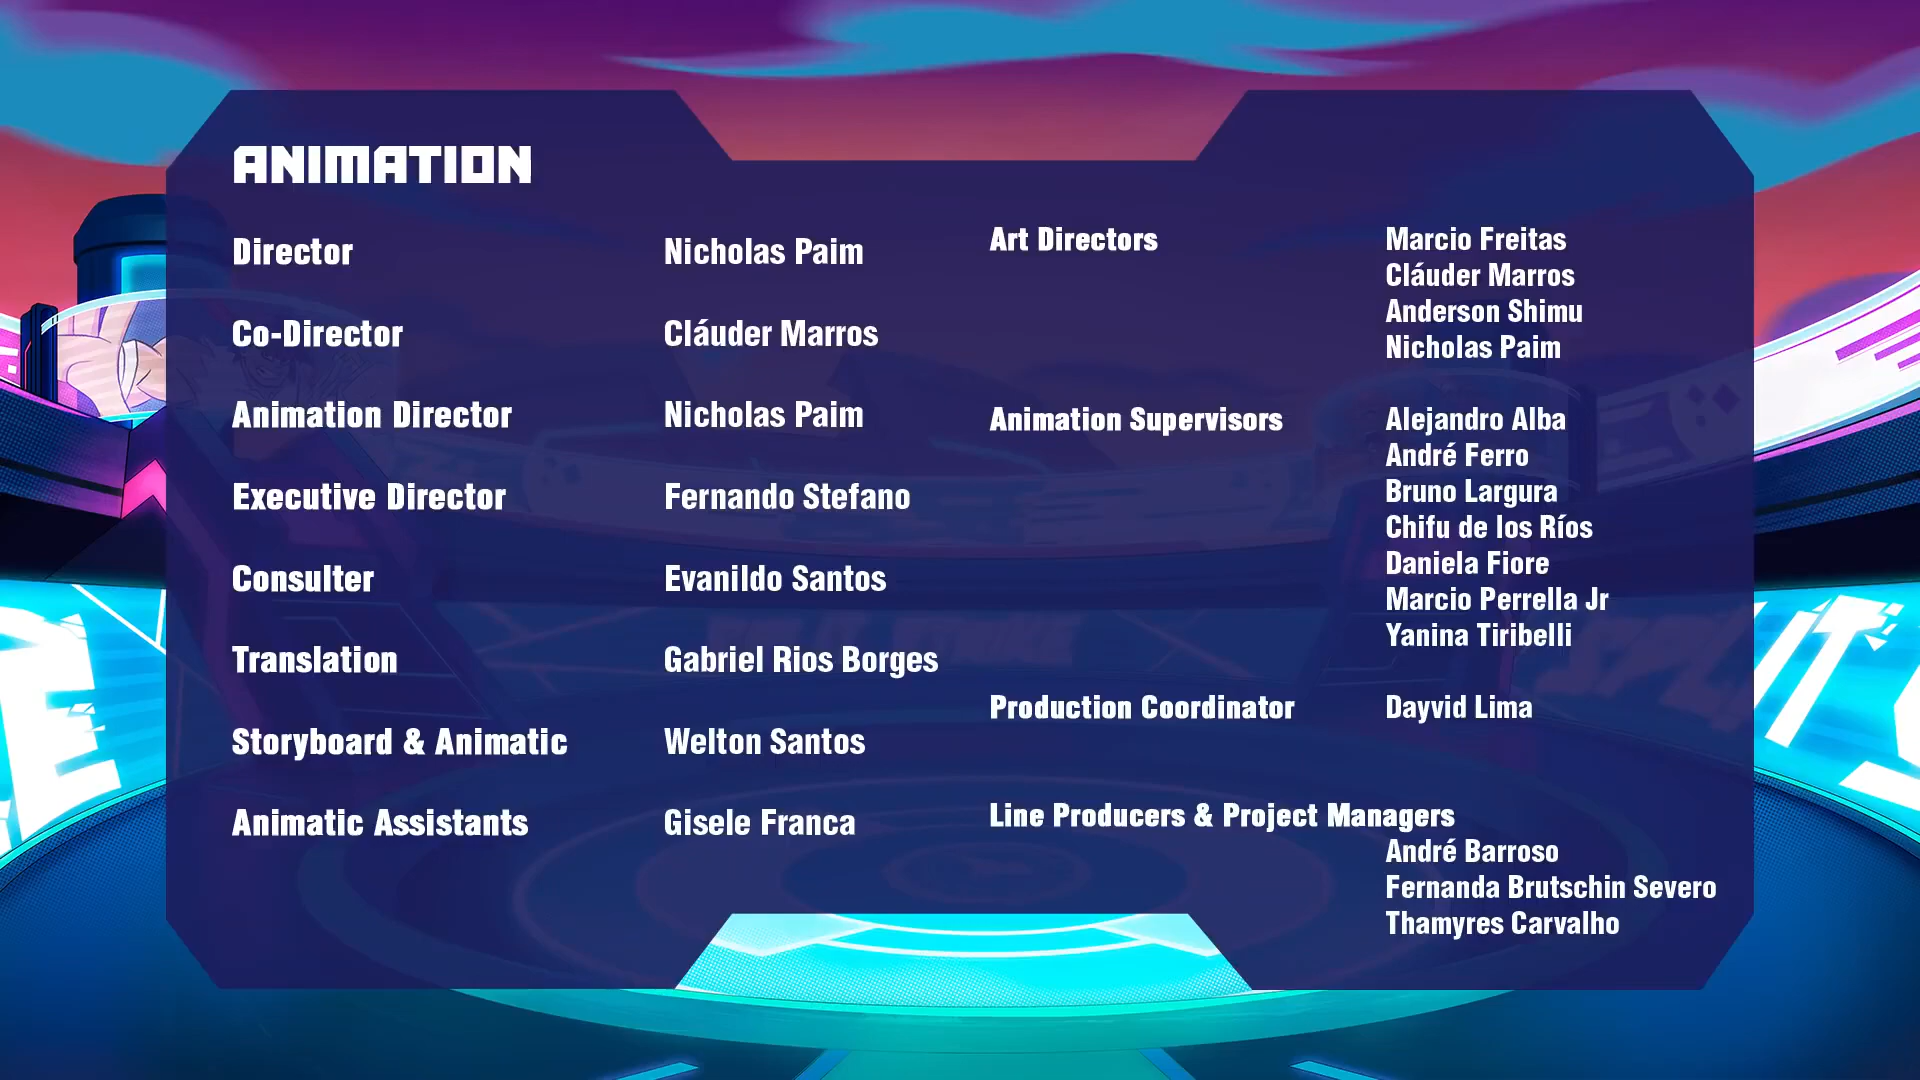 ANIMATION
Director Nicholas Paim
Co-Director Cláuder Marros
Animation Director Nicholas Paim
Executive Director Fernando Stefano
Consulter Evanildo Santos
Translation Gabriel Rios Borges
Storyboard & Animatic Welton Santos
Animatic Assistants Gisele Franca
Art Directors Marcio Freitas
Cláuder Marros
Anderson Shimu
Nicholas Paim
Animation Supervisors Alejandro Alba
André Ferro
Bruno Largura
Chifu de los Ríos
Daniela Fiore
Marcio Perrella Jr
Yanina Tiribelli
Production Coordinator Dayvid Lima
Line Producers & Project Managers
André Barroso
Fernanda Brutschin Severo
Thamyres Carvalho